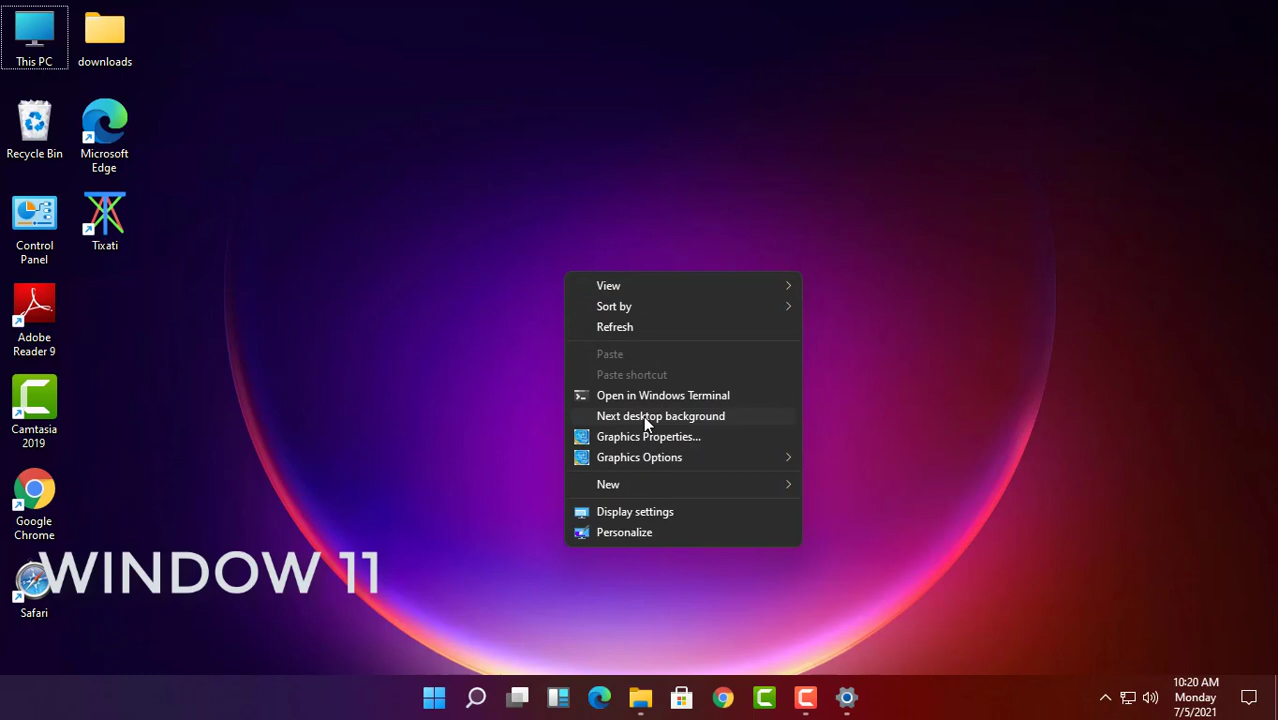 This PC
downloads
Recycle Bin
Microsoft
Edge
Control
Panel
Tixati
Adobe
Reader 9
Camtasia
2019
Google
Chrome
Safari
WINDOW 11
View
Sort by
Refresh
Paste
Paste shortcut
Open in Windows Terminal
Next desktop background
Graphics Properties...
Graphics Options
New
Display settings
Personalize
10:20 AM
Monday
7/5/2021